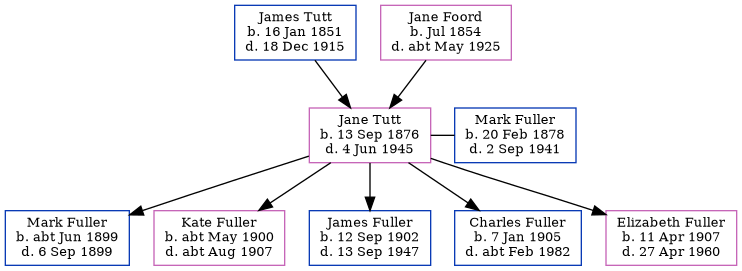 James Tutt
b. 16 Jan 1851
d. 18 Dec 1915
Jane Foord
b. Jul 1854
d. abt May 1925
Jane Tutt
b. 13 Sep 1876
d. 4 Jun 1945
Mark Fuller
b. 20 Feb 1878
d. 2 Sep 1941
Mark Fuller
b. abt Jun 1899
d. 6 Sep 1899
Kate Fuller
b. abt May 1900
d. abt Aug 1907
James Fuller
b. 12 Sep 1902
d. 13 Sep 1947
Charles Fuller
b. 7 Jan 1905
d. abt Feb 1982
Elizabeth Fuller
b. 11 Apr 1907
d. 27 Apr 1960